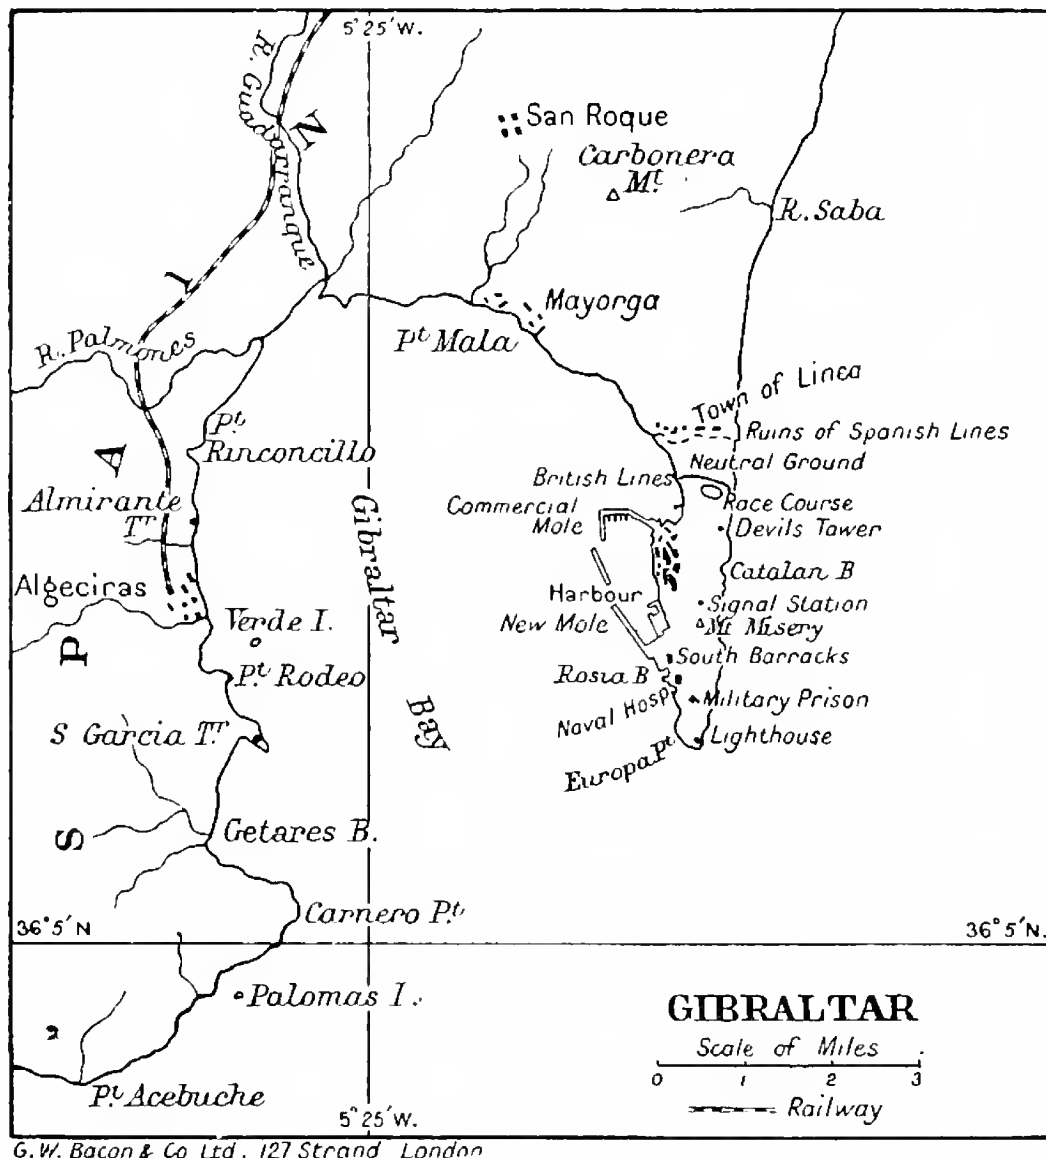 5°25′W.
R. Guadarranque
San Roque
Carbonera
Mt.
R. Saba
SPAIN
Mayorga
Pt. Mala
R. Palmones
Town of Linea
Ruins of Spanish Lines
Pt.
Rinconcillo
Neutral Ground
British Lines
Race Course
Almirante
Tr.
Commercial
Mole
Devils Tower
Gibraltar
Bay
Algeciras
Catalan B
Harbour
Signal Station
Verde I.
New Mole
Mt Misery
South Barracks
Pt. Rodeo
Rosia B
Naval Hosp
Military Prison
S Garcia Tr.
Lighthouse
Europa Pt.
Getares B.
Carnero Pt.
36°5′N
36°5′N.
Palomas I.
GIBRALTAR
Scale of Miles
0 1 2 3
Railway
Pt. Acebuche
5°25′W.
G.W. Bacon & Co Ltd. 127 Strand London